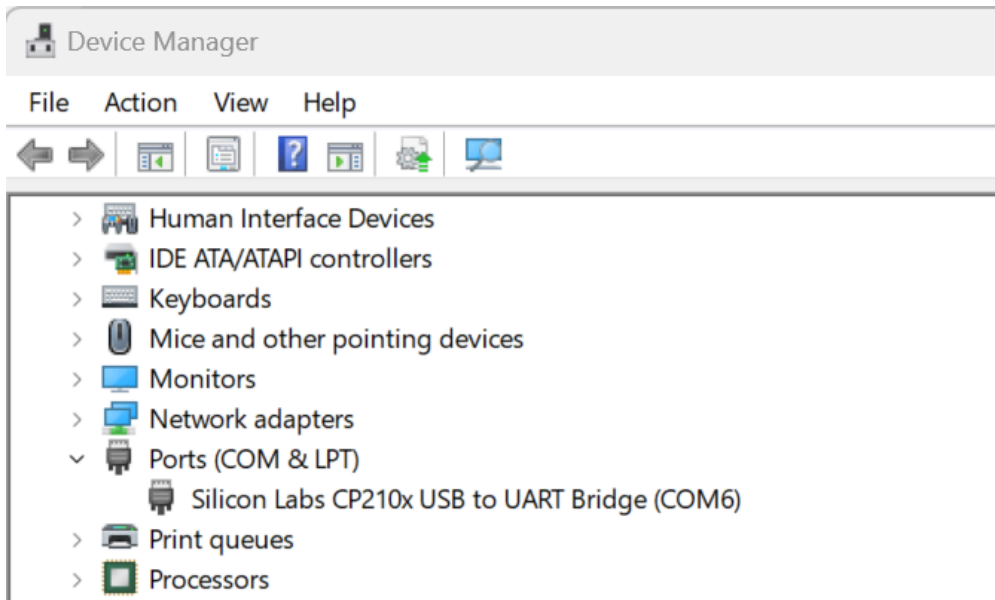 Device Manager
File Action View Help
Human Interface Devices
IDE ATA/ATAPI controllers
Keyboards
Mice and other pointing devices
Monitors
Network adapters
Ports (COM & LPT)
Silicon Labs CP210x USB to UART Bridge (COM6)
Print queues
Processors